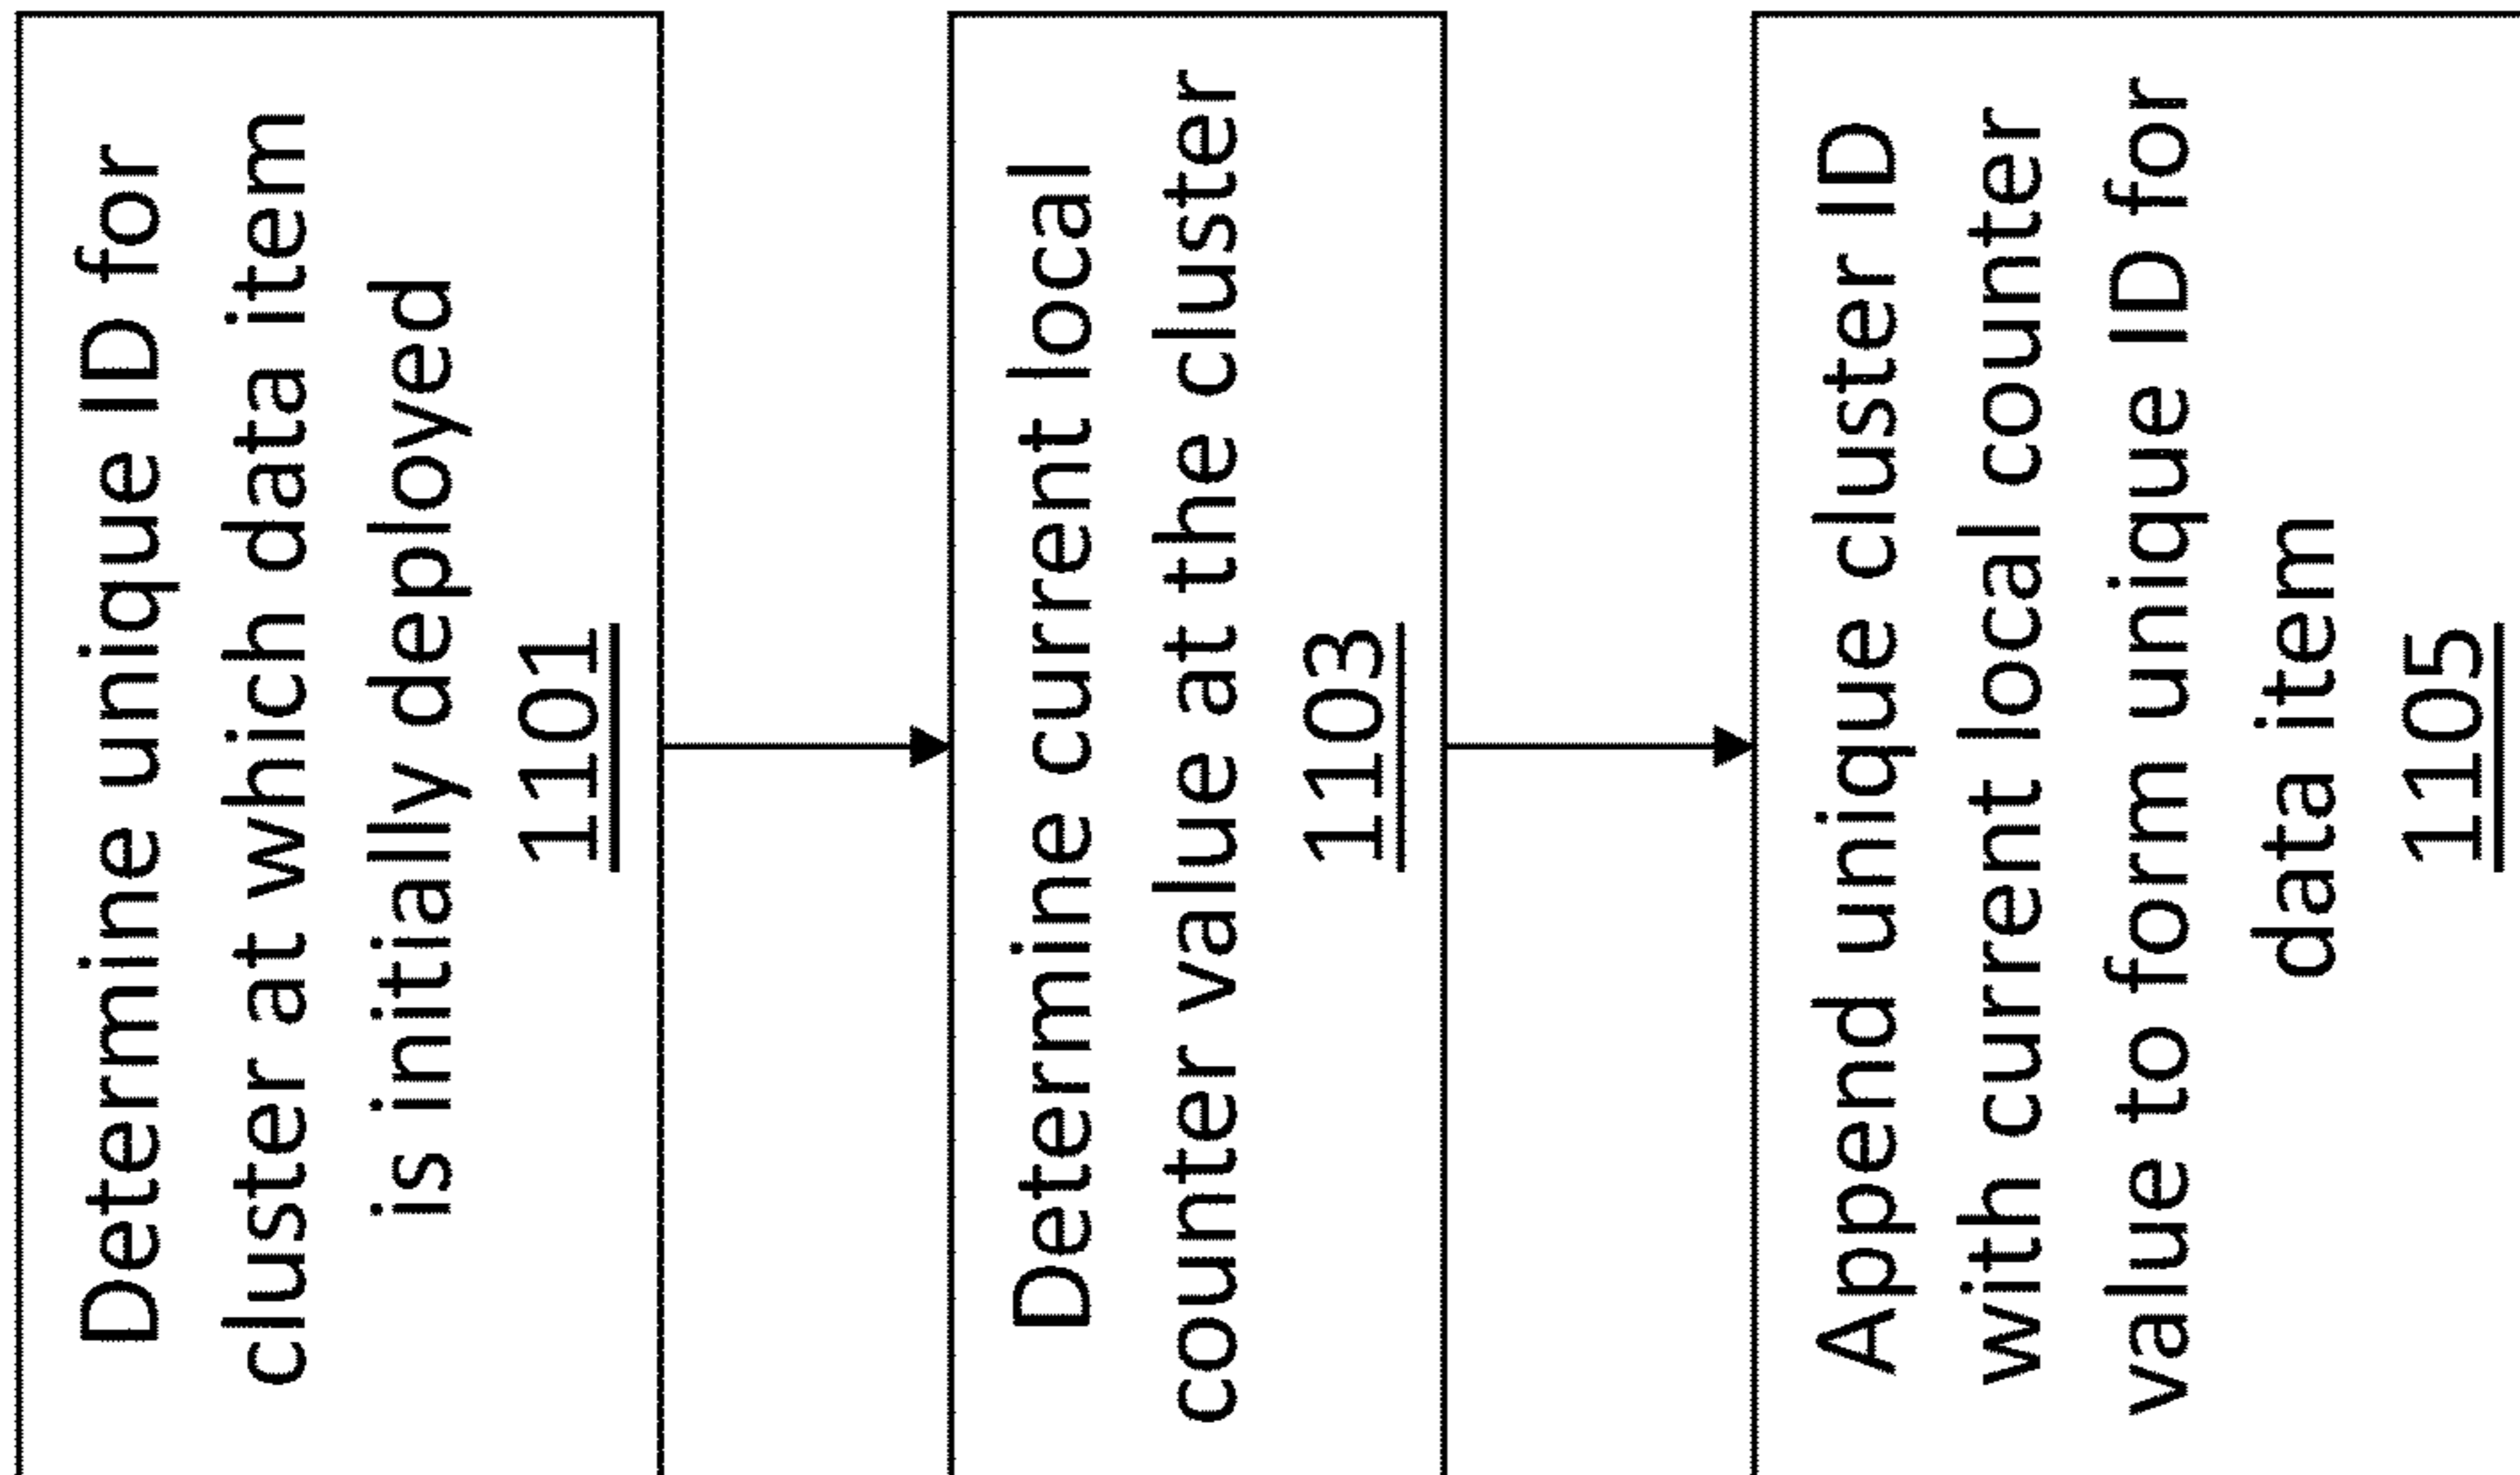 Determine unique ID for
cluster at which data item
is initially deployed
1101
Determine current local
counter value at the cluster
1103
Append unique cluster ID
with current local counter
value to form unique ID for
data item
1105